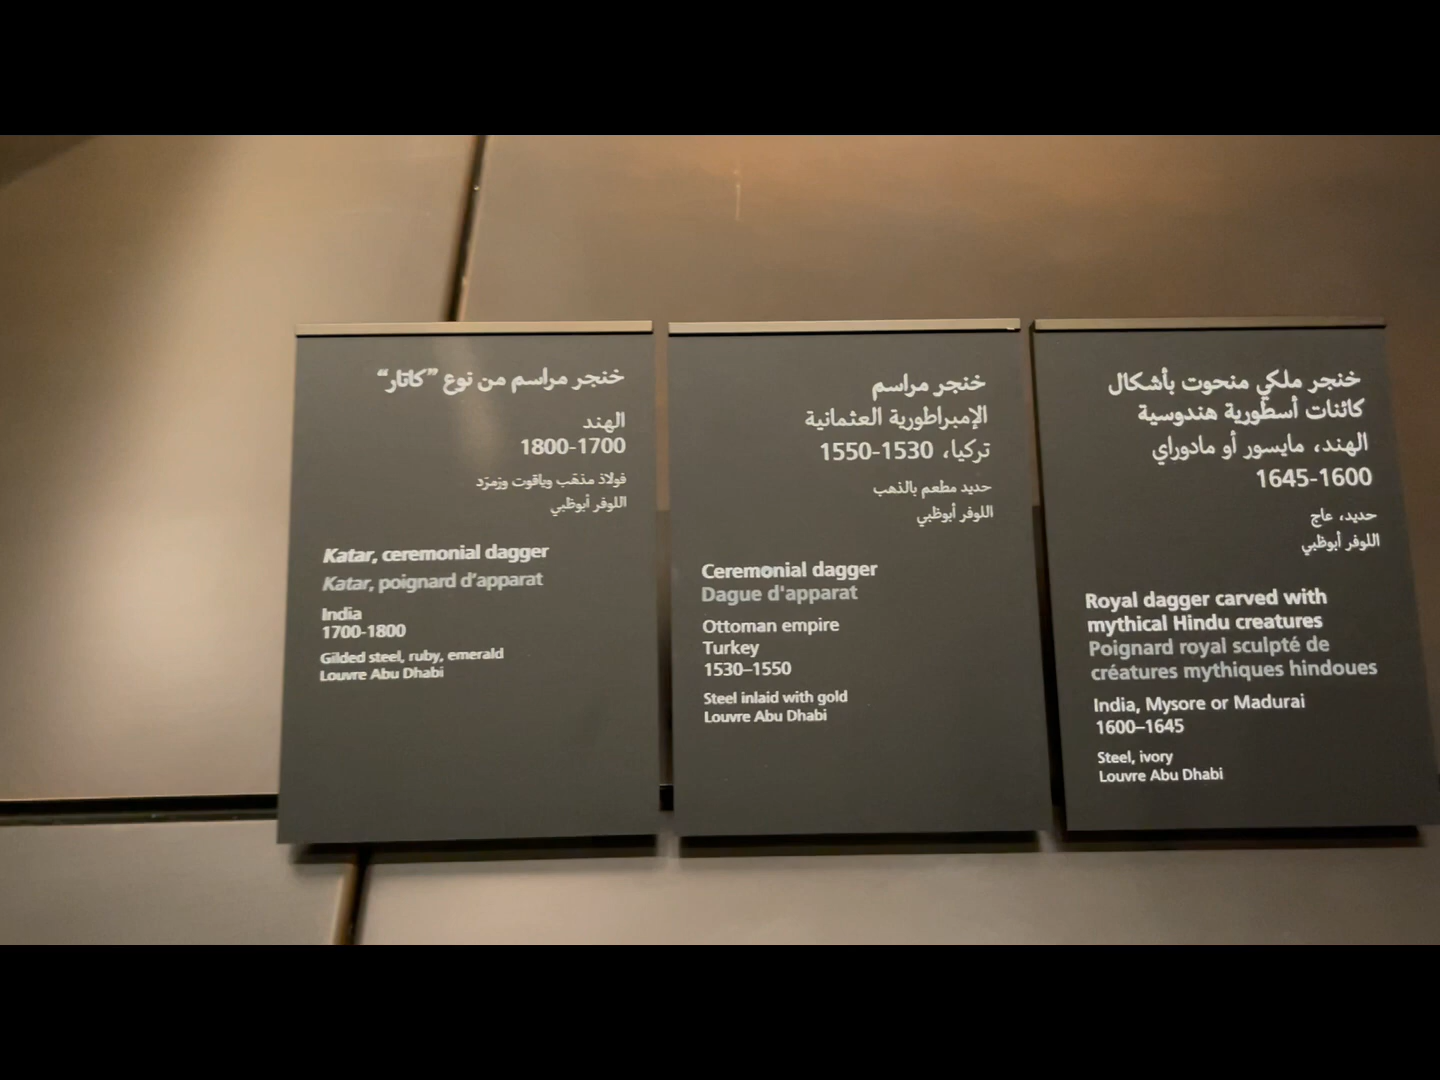 خنجر مراسم من نوع “كاتار”
الهند
1800-1700
فولاذ مذهّب وياقوت وزمرّد
اللوفر أبوظبي
Katar, ceremonial dagger
Katar, poignard d'apparat
India
1700-1800
Gilded steel, ruby, emerald
Louvre Abu Dhabi
خنجر مراسم
الإمبراطورية العثمانية
تركيا، 1530-1550
حديد مطعم بالذهب
اللوفر أبوظبي
Ceremonial dagger
Dague d'apparat
Ottoman empire
Turkey
1530–1550
Steel inlaid with gold
Louvre Abu Dhabi
خنجر ملكي منحوت بأشكال
كائنات أسطورية هندوسية
الهند، مايسور أو مادوراي
1645-1600
حديد، عاج
اللوفر أبوظبي
Royal dagger carved with
mythical Hindu creatures
Poignard royal sculpté de
créatures mythiques hindoues
India, Mysore or Madurai
1600–1645
Steel, ivory
Louvre Abu Dhabi